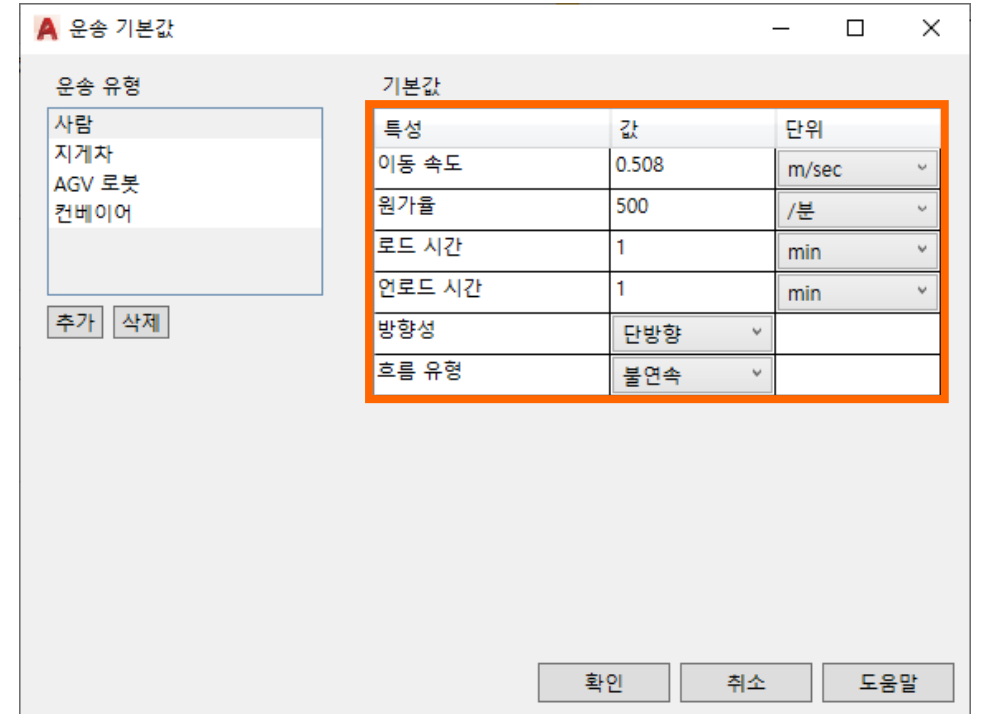 운송 기본값
운송 유형
사람
지게차
AGV 로봇
컨베이어
추가 삭제
기본값
특성 값 단위
이동 속도 0.508 m/sec
원가율 500 /분
로드 시간 1 min
언로드 시간 1 min
방향성 단방향
흐름 유형 불연속
확인 취소 도움말